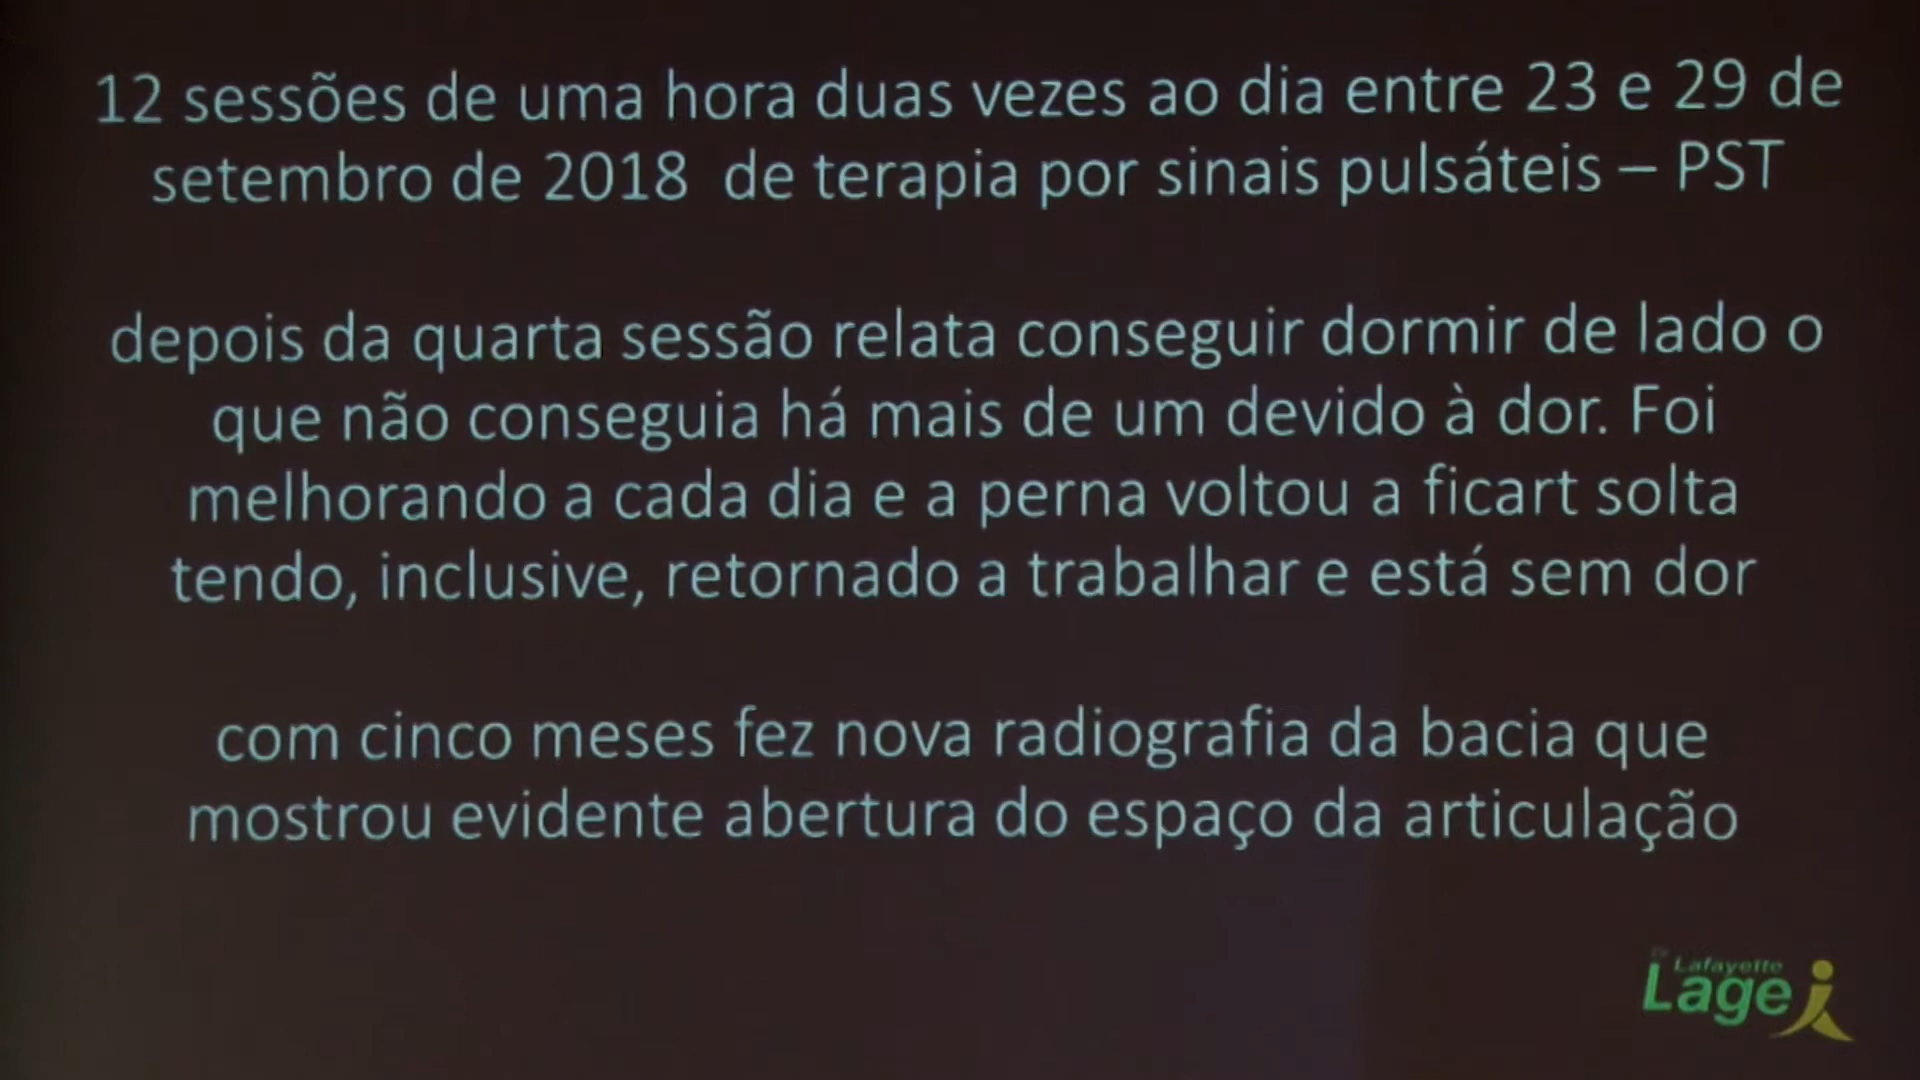 12 sessões de uma hora duas vezes ao dia entre 23 e 29 de
setembro de 2018 de terapia por sinais pulsáteis – PST
depois da quarta sessão relata conseguir dormir de lado o
que não conseguia há mais de um devido à dor. Foi
melhorando a cada dia e a perna voltou a ficart solta
tendo, inclusive, retornado a trabalhar e está sem dor
com cinco meses fez nova radiografia da bacia que
mostrou evidente abertura do espaço da articulação
Lafayette
Lage